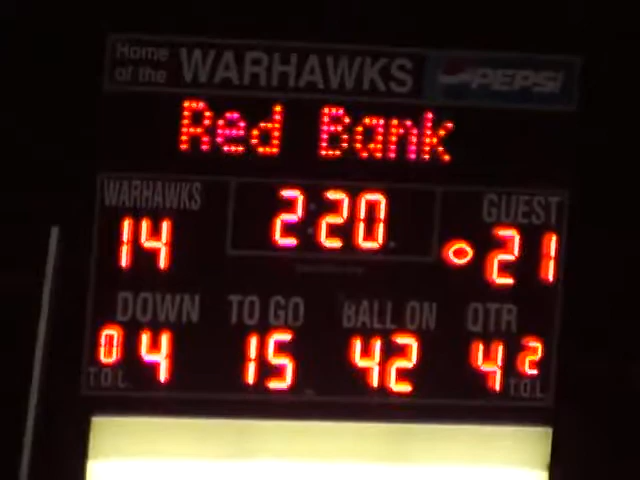 Home of the WARHAWKS PEPSI
Red Bank
WARHAWKS 2:20 GUEST
14 21
DOWN TO GO BALL ON QTR
0 4 15 42 4 2
T.O.L. T.O.L.